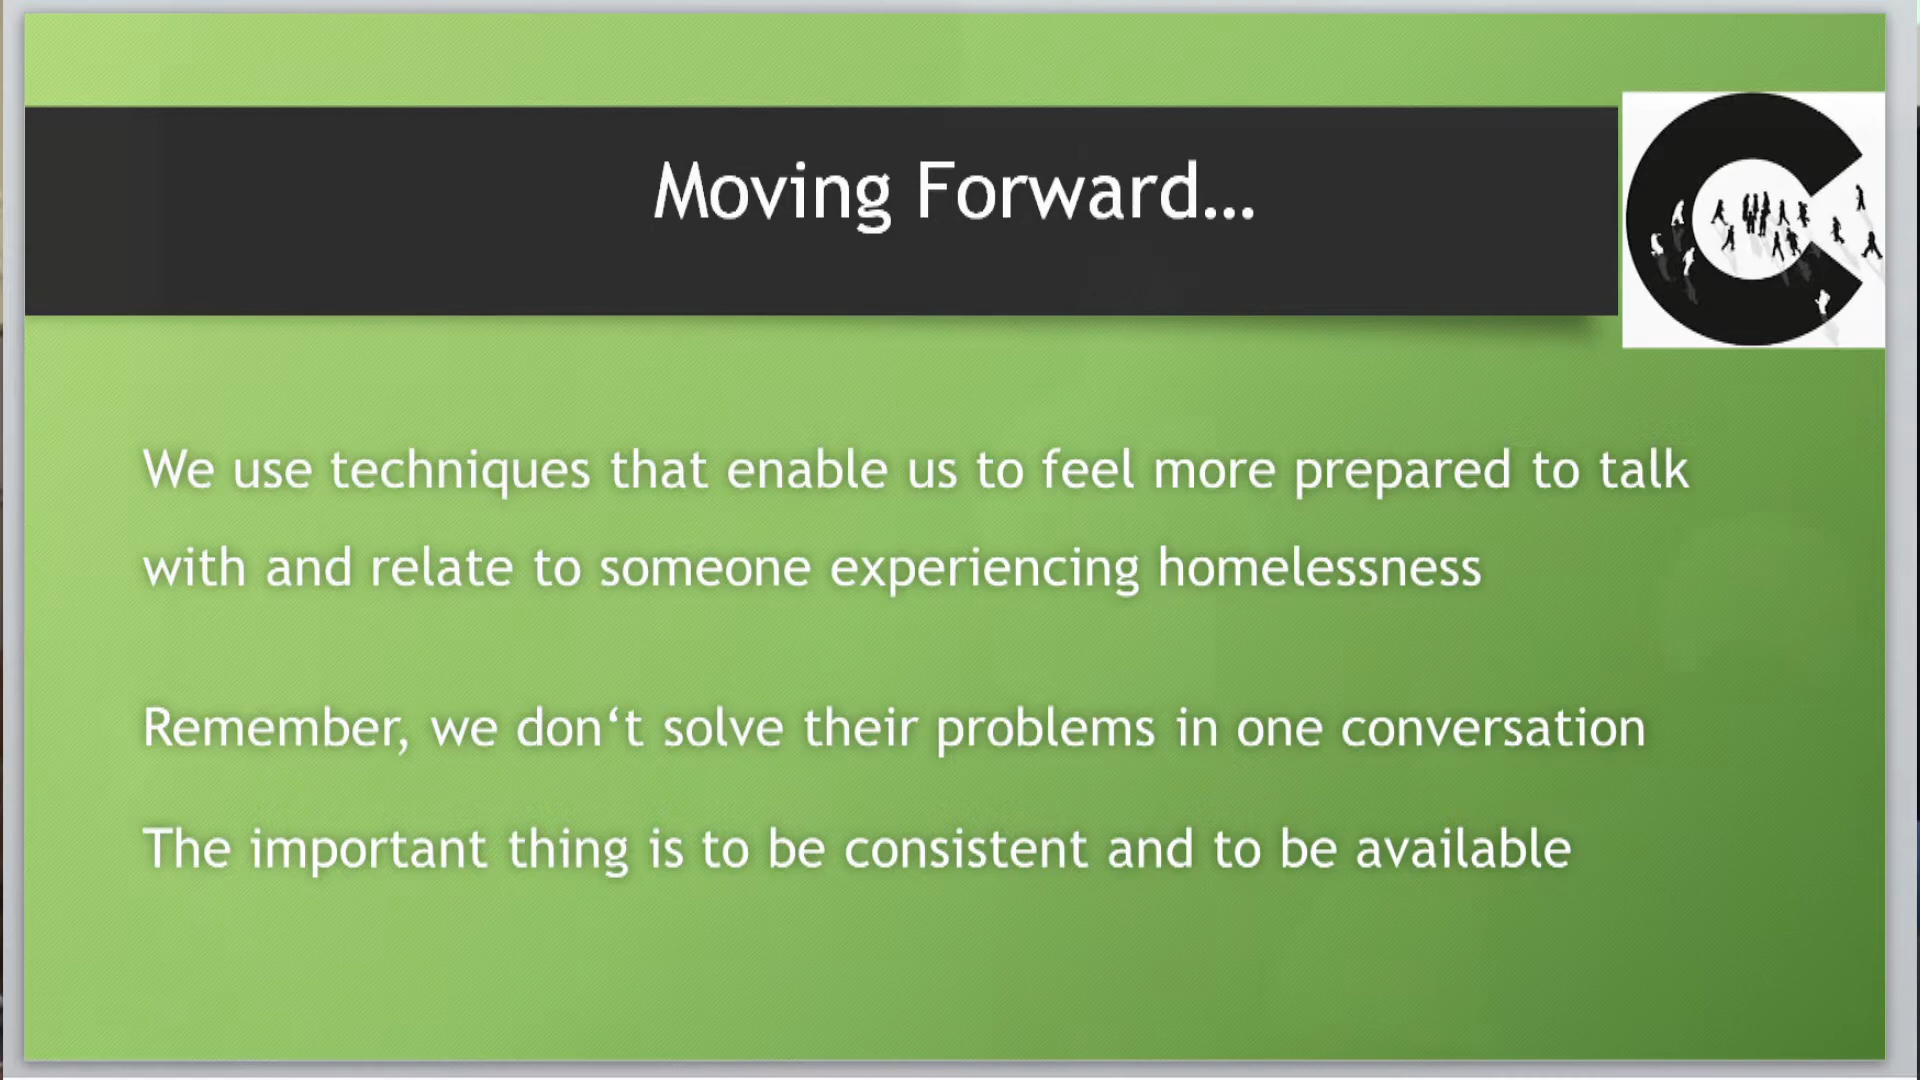 Moving Forward...
We use techniques that enable us to feel more prepared to talk
with and relate to someone experiencing homelessness
Remember, we don‘t solve their problems in one conversation
The important thing is to be consistent and to be available